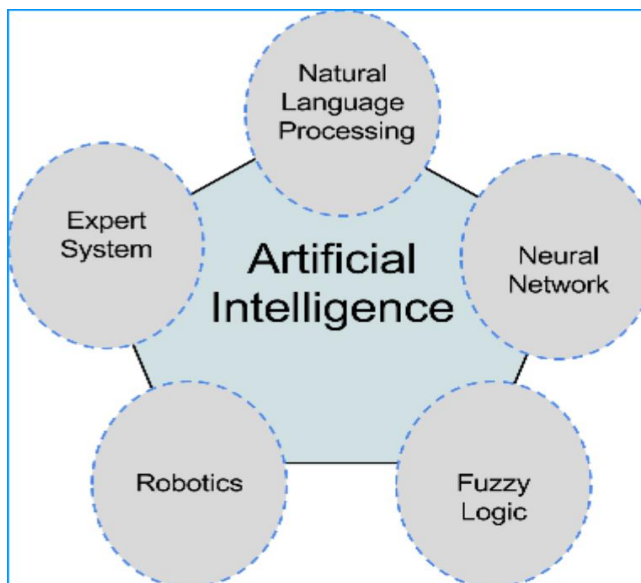 Natural
Language
Processing
Expert
System
Artificial
Intelligence
Neural
Network
Robotics
Fuzzy
Logic